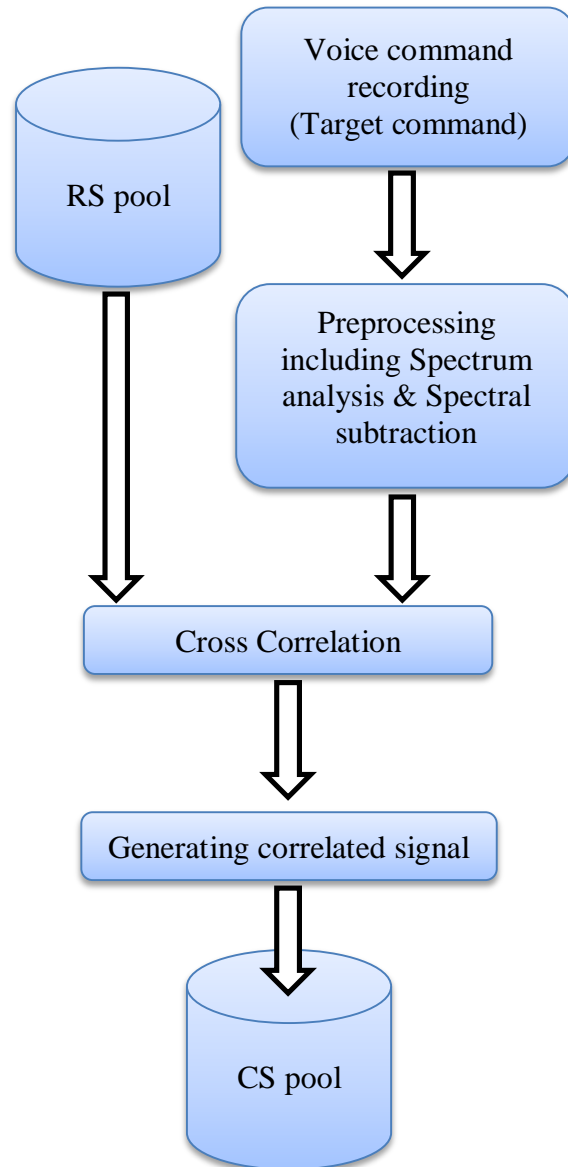 Voice command
recording
(Target command)
RS pool
Preprocessing
including Spectrum
analysis & Spectral
subtraction
Cross Correlation
Generating correlated signal
CS pool